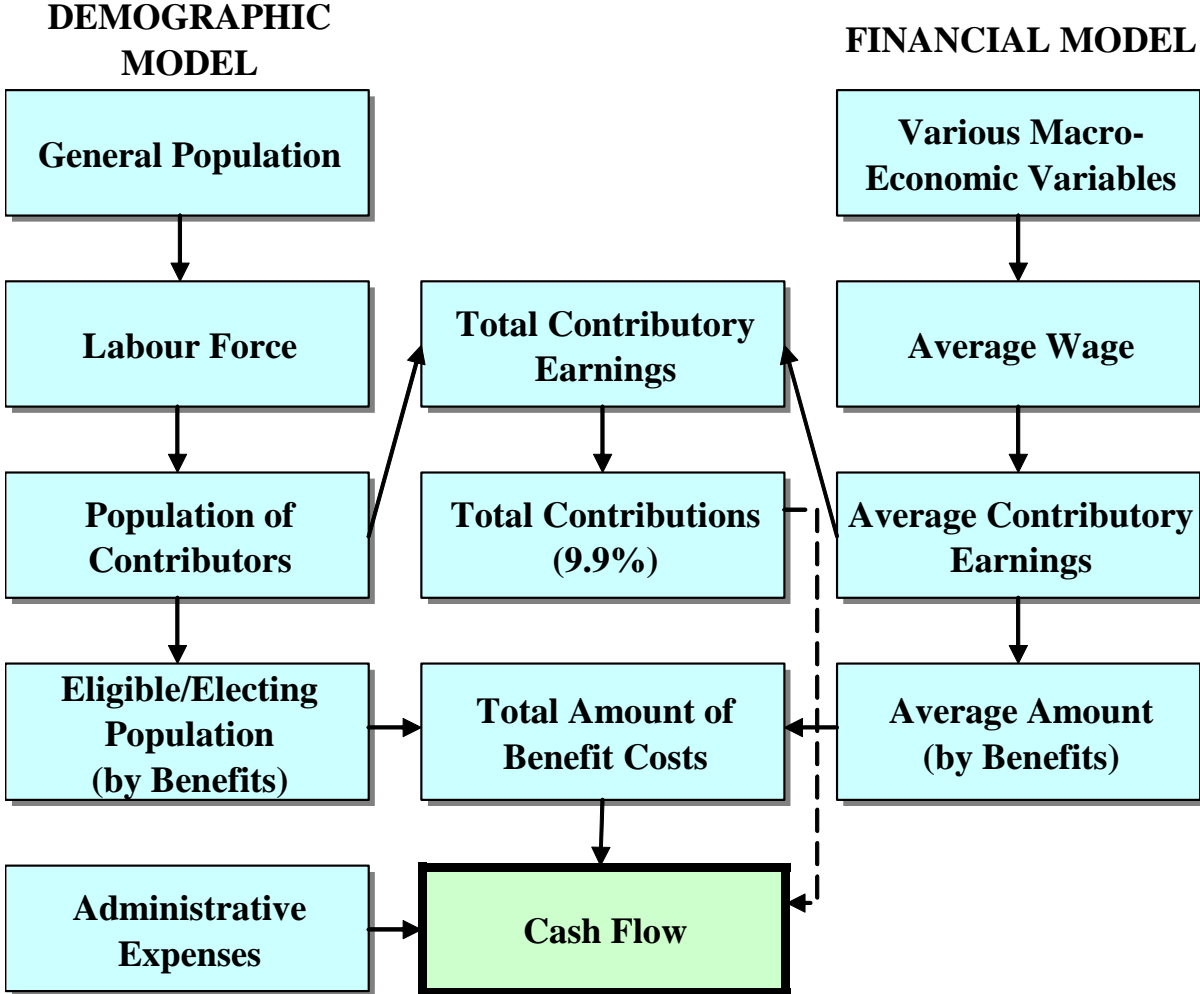 DEMOGRAPHIC
MODEL
FINANCIAL MODEL
General Population
Various Macro-
Economic Variables
Labour Force
Total Contributory
Earnings
Average Wage
Population of
Contributors
Total Contributions
(9.9%)
Average Contributory
Earnings
Eligible/Electing
Population
(by Benefits)
Total Amount of
Benefit Costs
Average Amount
(by Benefits)
Administrative
Expenses
Cash Flow